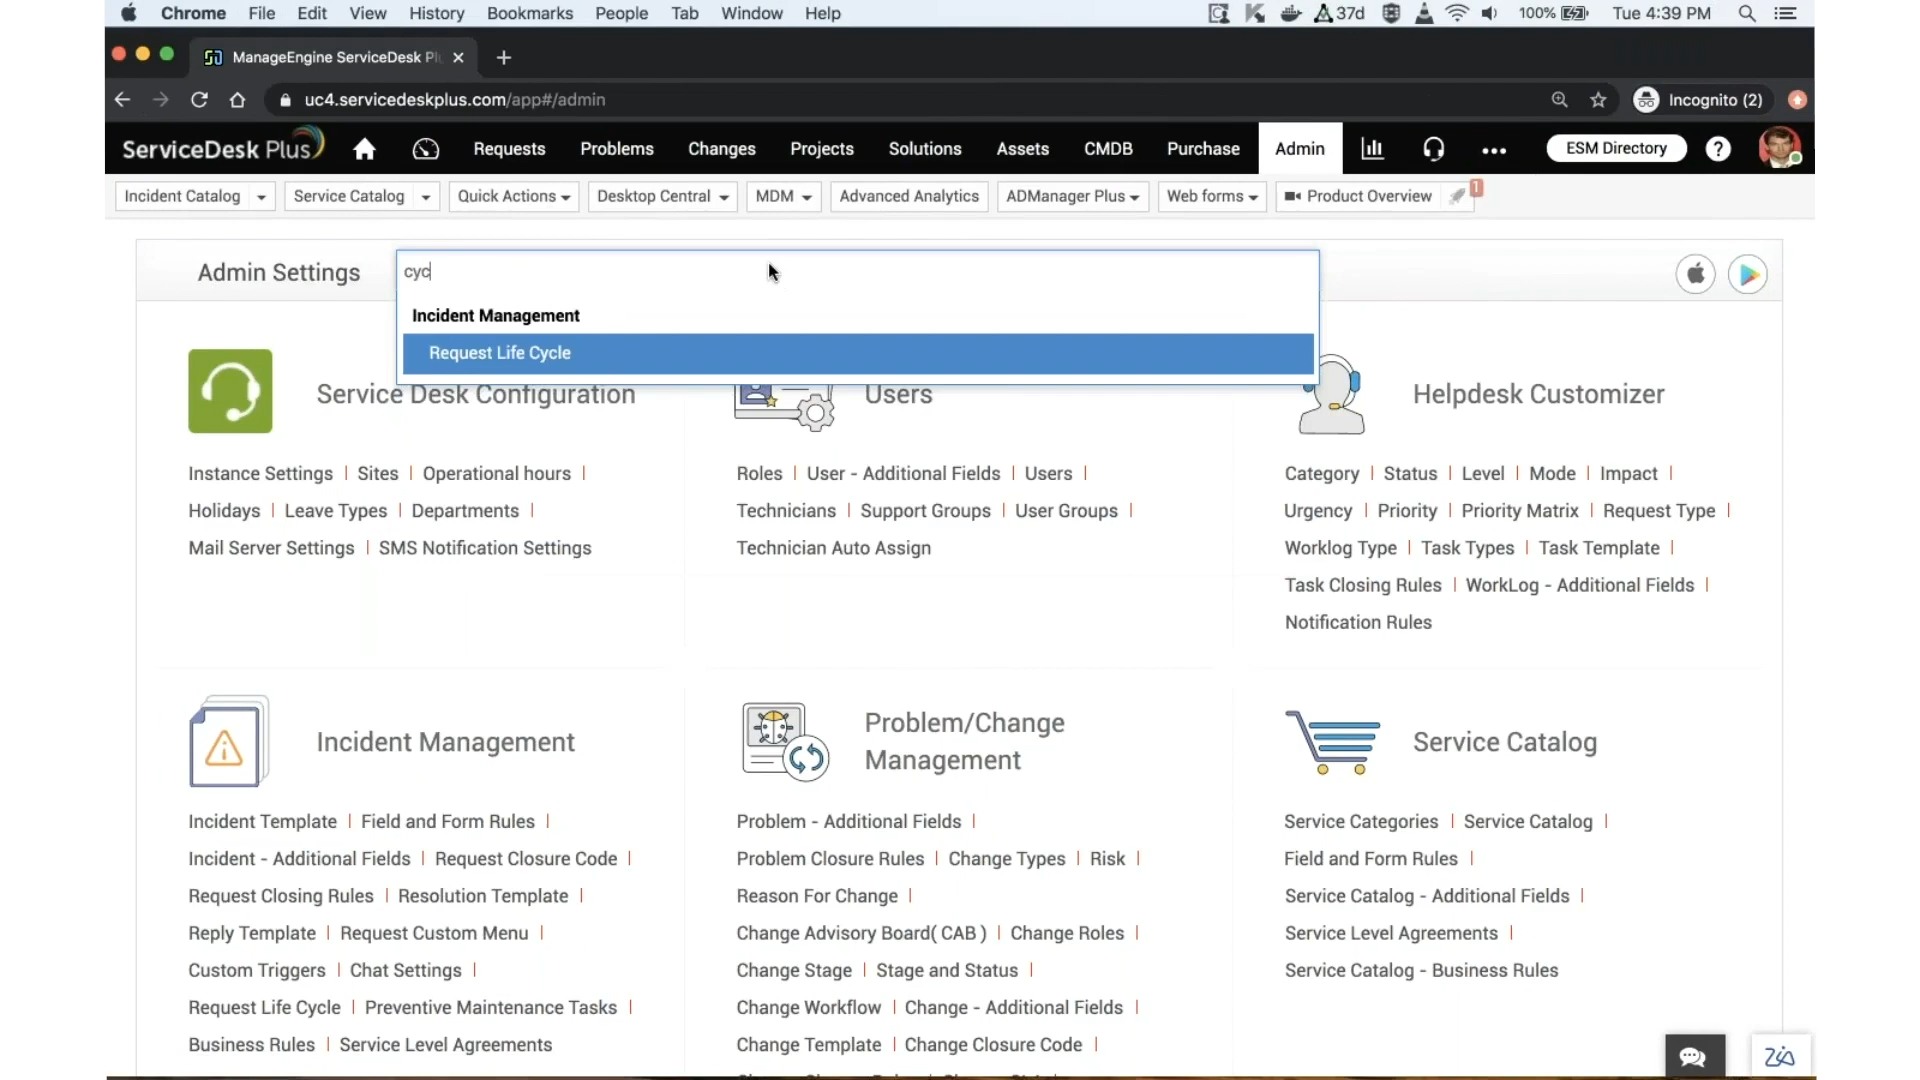 Chrome File Edit View History Bookmarks People Tab Window Help 37d 100% Tue 4:39 PM
ManageEngine ServiceDesk Pl
uc4.servicedeskplus.com/app#/admin Incognito (2)
ServiceDesk Plus Requests Problems Changes Projects Solutions Assets CMDB Purchase Admin ESM Directory ?
Incident Catalog Service Catalog Quick Actions Desktop Central MDM Advanced Analytics ADManager Plus Web forms Product Overview 1
Admin Settings cyc
Incident Management
Request Life Cycle
Service Desk Configuration
Instance Settings | Sites | Operational hours |
Holidays | Leave Types | Departments |
Mail Server Settings | SMS Notification Settings
Users
Roles | User - Additional Fields | Users |
Technicians | Support Groups | User Groups |
Technician Auto Assign
Helpdesk Customizer
Category | Status | Level | Mode | Impact |
Urgency | Priority | Priority Matrix | Request Type |
Worklog Type | Task Types | Task Template |
Task Closing Rules | WorkLog - Additional Fields |
Notification Rules
Incident Management
Incident Template | Field and Form Rules |
Incident - Additional Fields | Request Closure Code |
Request Closing Rules | Resolution Template |
Reply Template | Request Custom Menu |
Custom Triggers | Chat Settings |
Request Life Cycle | Preventive Maintenance Tasks |
Business Rules | Service Level Agreements
Problem/Change
Management
Problem - Additional Fields |
Problem Closure Rules | Change Types | Risk |
Reason For Change |
Change Advisory Board( CAB ) | Change Roles |
Change Stage | Stage and Status |
Change Workflow | Change - Additional Fields |
Change Template | Change Closure Code |
Service Catalog
Service Categories | Service Catalog |
Field and Form Rules |
Service Catalog - Additional Fields |
Service Level Agreements |
Service Catalog - Business Rules